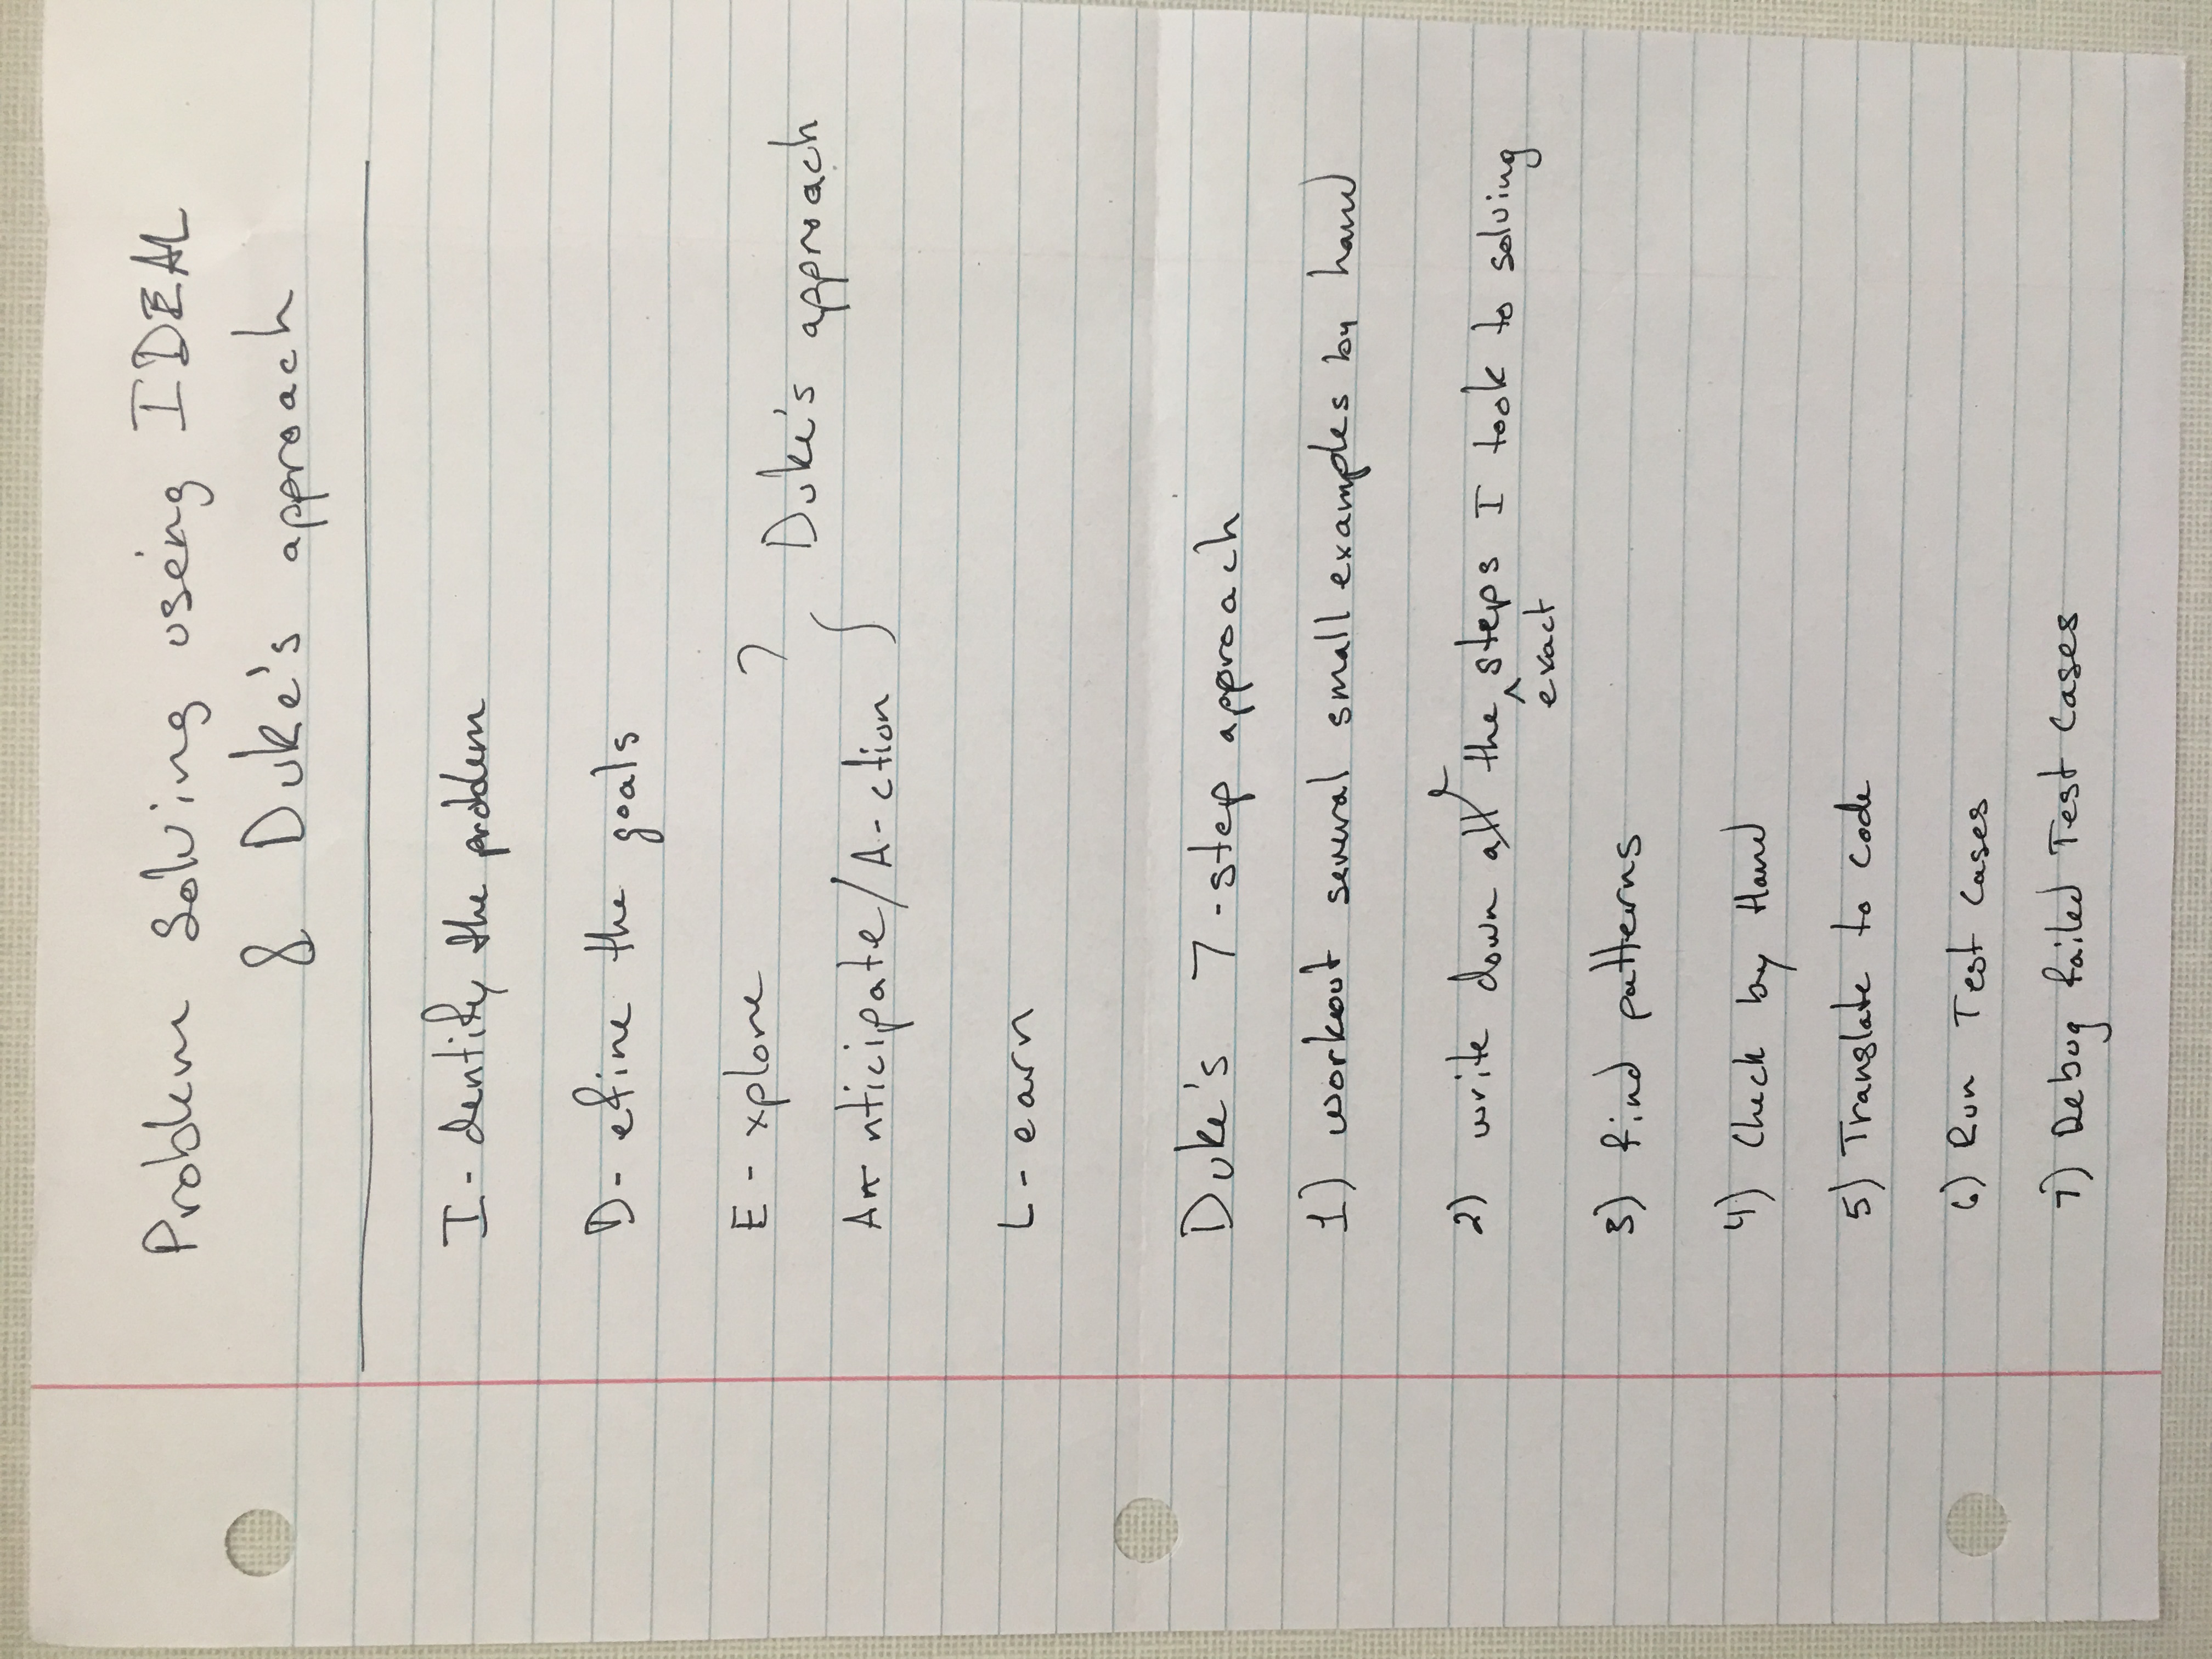 Problem Solving using IDEAL
& Duke's approach
I - dentify the problem
D - efine the goals
E - xplore
Duke's approach
A - nticipate / A - ction
L - earn
Duke's 7-step approach
1) workout several small examples by hand
2) write down all the steps I took to solving
exact
3) find patterns
4) Check by Hand
5) Translate to Code
6) Run Test Cases
7) Debug failed Test Cases